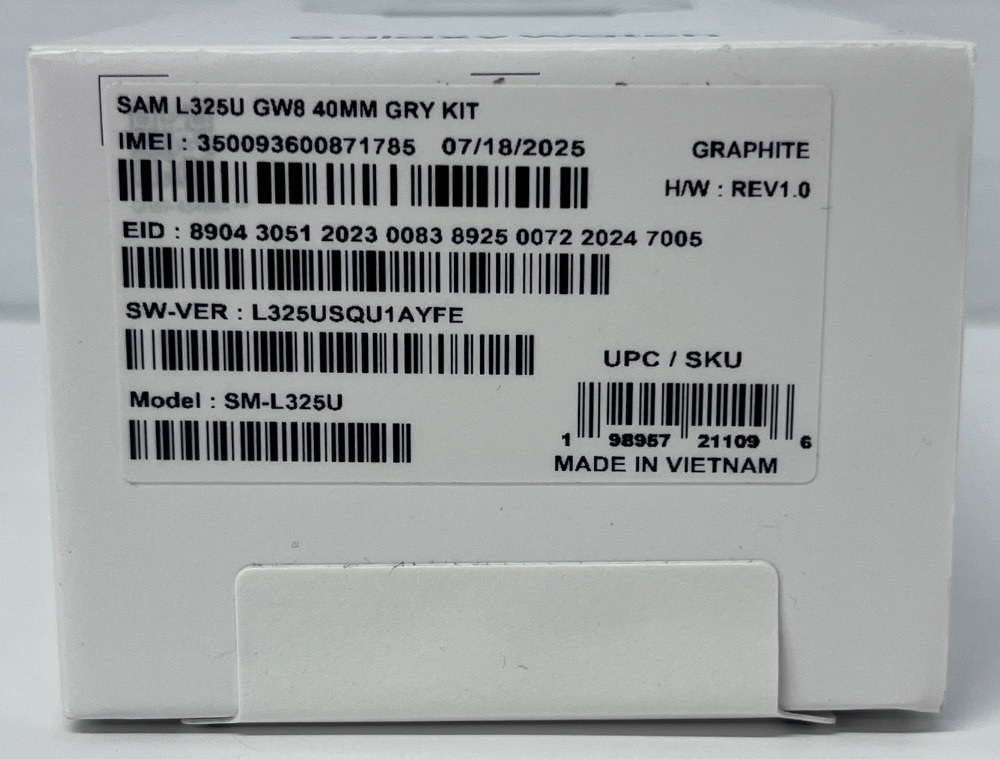 SAM L325U GW8 40MM GRY KIT
IMEI : 350093600871785 07/18/2025
GRAPHITE
H/W : REV1.0
EID : 8904 3051 2023 0083 8925 0072 2024 7005
SW-VER : L325USQU1AYFE
UPC / SKU
Model : SM-L325U
1 98957 21109 6
MADE IN VIETNAM